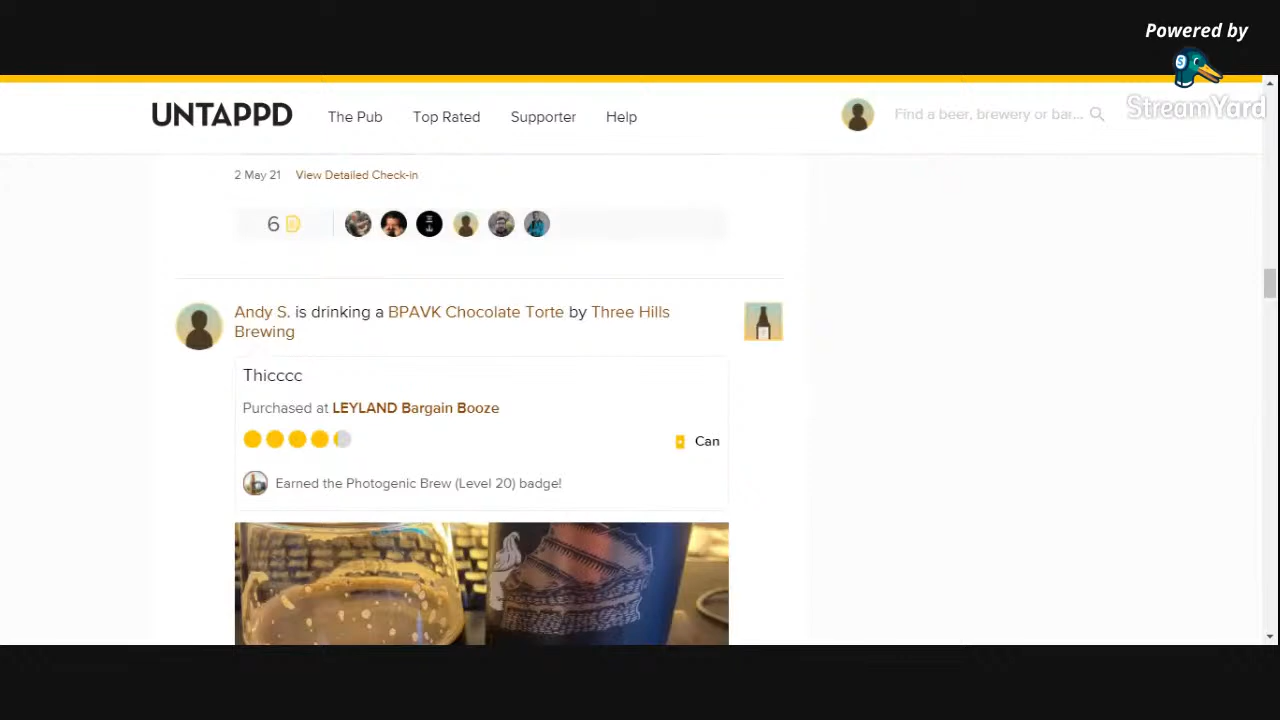 Powered by
StreamYard
UNTAPPD
The Pub
Top Rated
Supporter
Help
Find a beer, brewery or bar...
2 May 21 View Detailed Check-in
6
Andy S. is drinking a BPAVK Chocolate Torte by Three Hills
Brewing
Thicccc
Purchased at LEYLAND Bargain Booze
Can
Earned the Photogenic Brew (Level 20) badge!